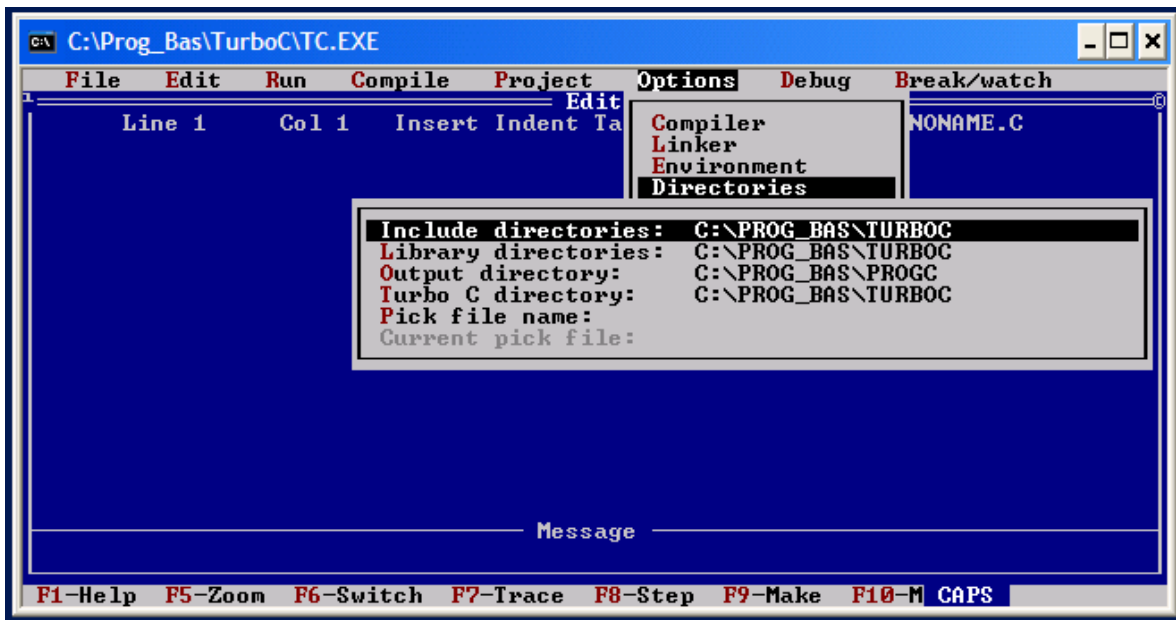 C:\Prog_Bas\TurboC\TC.EXE
File Edit Run Compile Project Options Debug Break/watch
1 Edit
Line 1 Col 1 Insert Indent Ta NONAME.C
Compiler
Linker
Environment
Directories
Include directories: C:\PROG_BAS\TURBOC
Library directories: C:\PROG_BAS\TURBOC
Output directory: C:\PROG_BAS\PROGC
Turbo C directory: C:\PROG_BAS\TURBOC
Pick file name:
Current pick file:
Message
F1-Help F5-Zoom F6-Switch F7-Trace F8-Step F9-Make F10-M CAPS